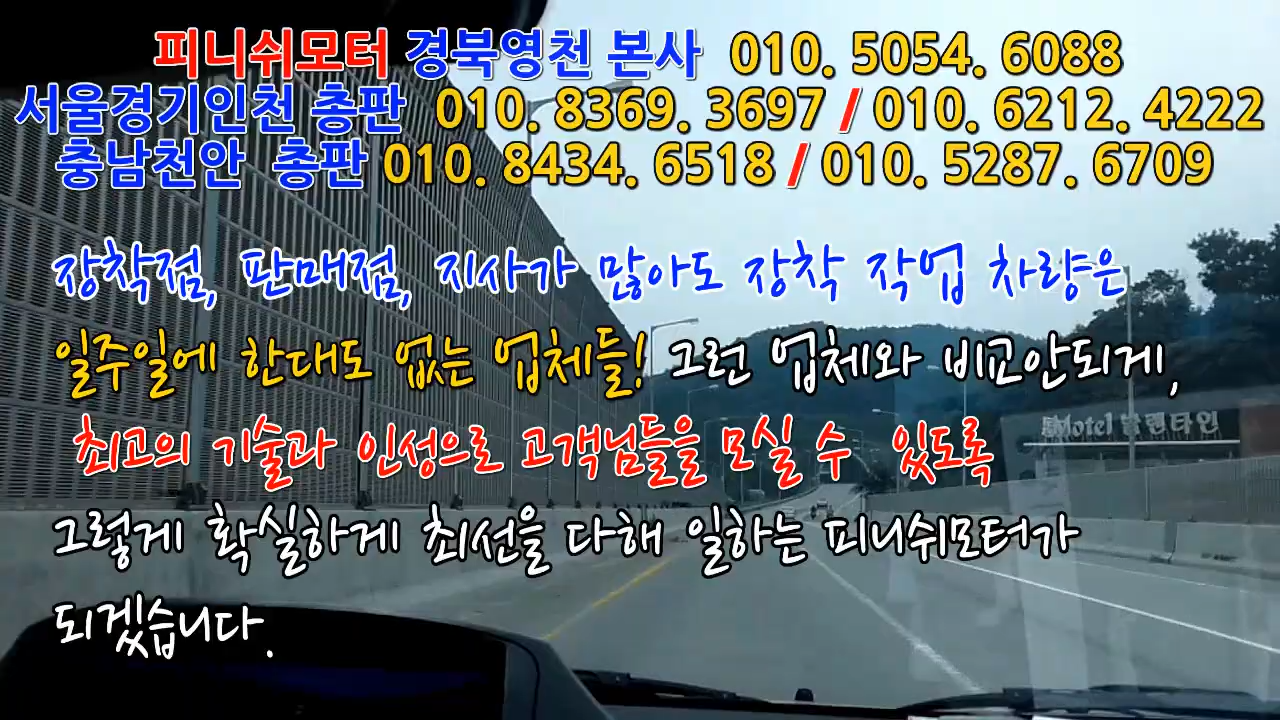 피니쉬모터 경북영천 본사 010. 5054. 6088
서울경기인천 총판 010. 8369. 3697 / 010. 6212. 4222
충남천안 총판 010. 8434. 6518 / 010. 5287. 6709
장착점, 판매점, 지사가 많아도 장착 작업 차량은
일주일에 한대도 없는 업체들! 그런 업체와 비교안되게,
최고의 기술과 인성으로 고객님들을 모실 수 있도록
그렇게 확실하게 최선을 다해 일하는 피니쉬모터가
되겠습니다.
Motel 발렌타인